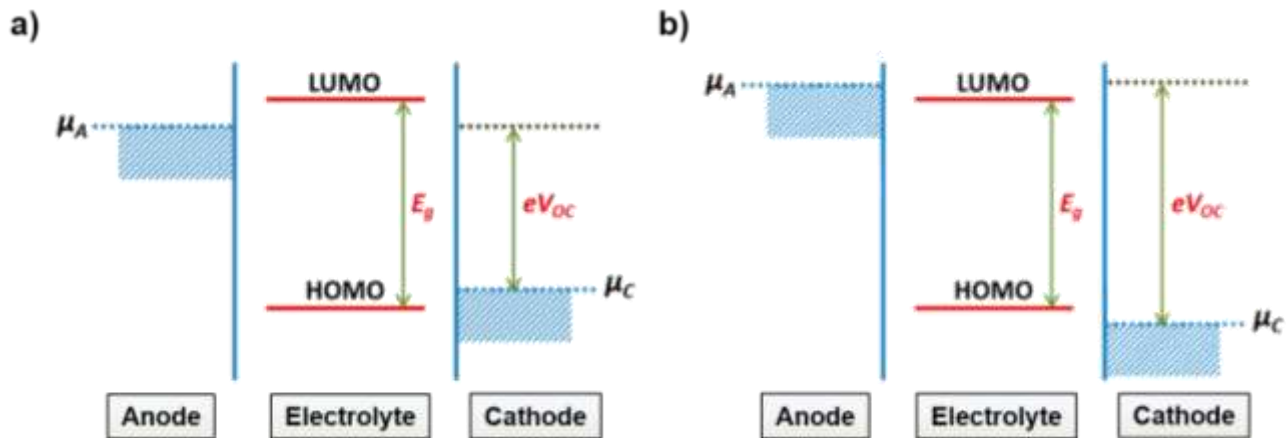 a)
LUMO
μA
Eg
eVOC
HOMO
μC
Anode
Electrolyte
Cathode
b)
μA
LUMO
Eg
eVOC
HOMO
μC
Anode
Electrolyte
Cathode